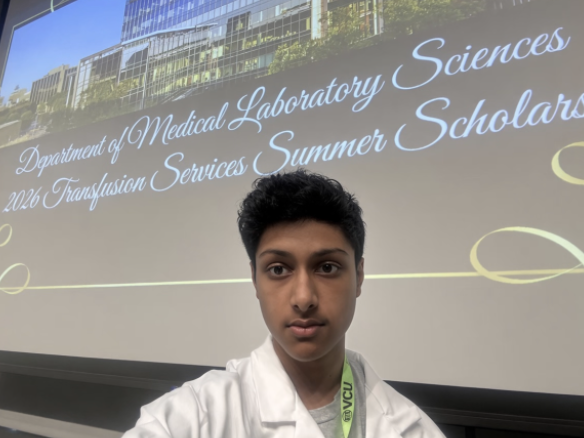 Department of Medical Laboratory Sciences
2026 Transfusion Services Summer Scholars
VCU